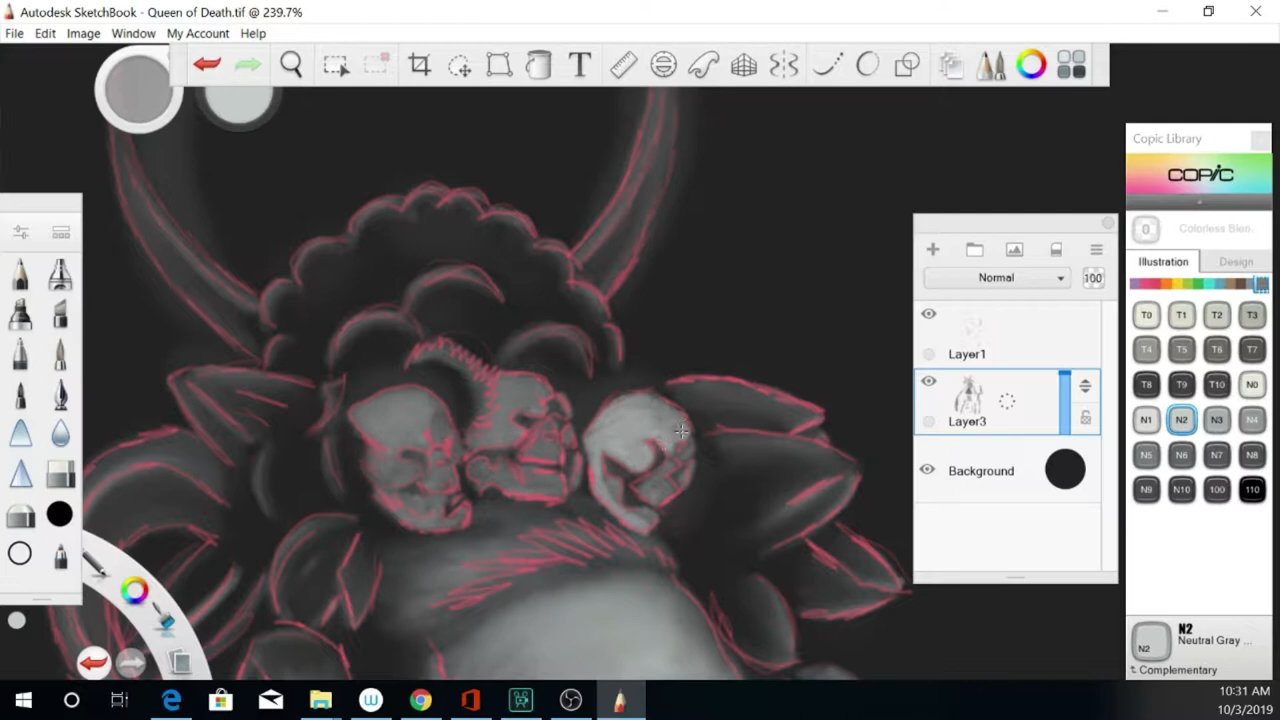 Autodesk SketchBook - Queen of Death.tif @ 239.7%
File Edit Image Window My Account Help
Copic Library
COPIC
0 Colorless Blen..
Illustration Design
Normal 100
Layer1
Layer3
Background
T0 T1 T2 T3
T4 T5 T6 T7
T8 T9 T10 N0
N1 N2 N3 N4
N5 N6 N7 N8
N9 N10 100 110
N2
N2
Neutral Gray ...
Complementary
10:31 AM
10/3/2019